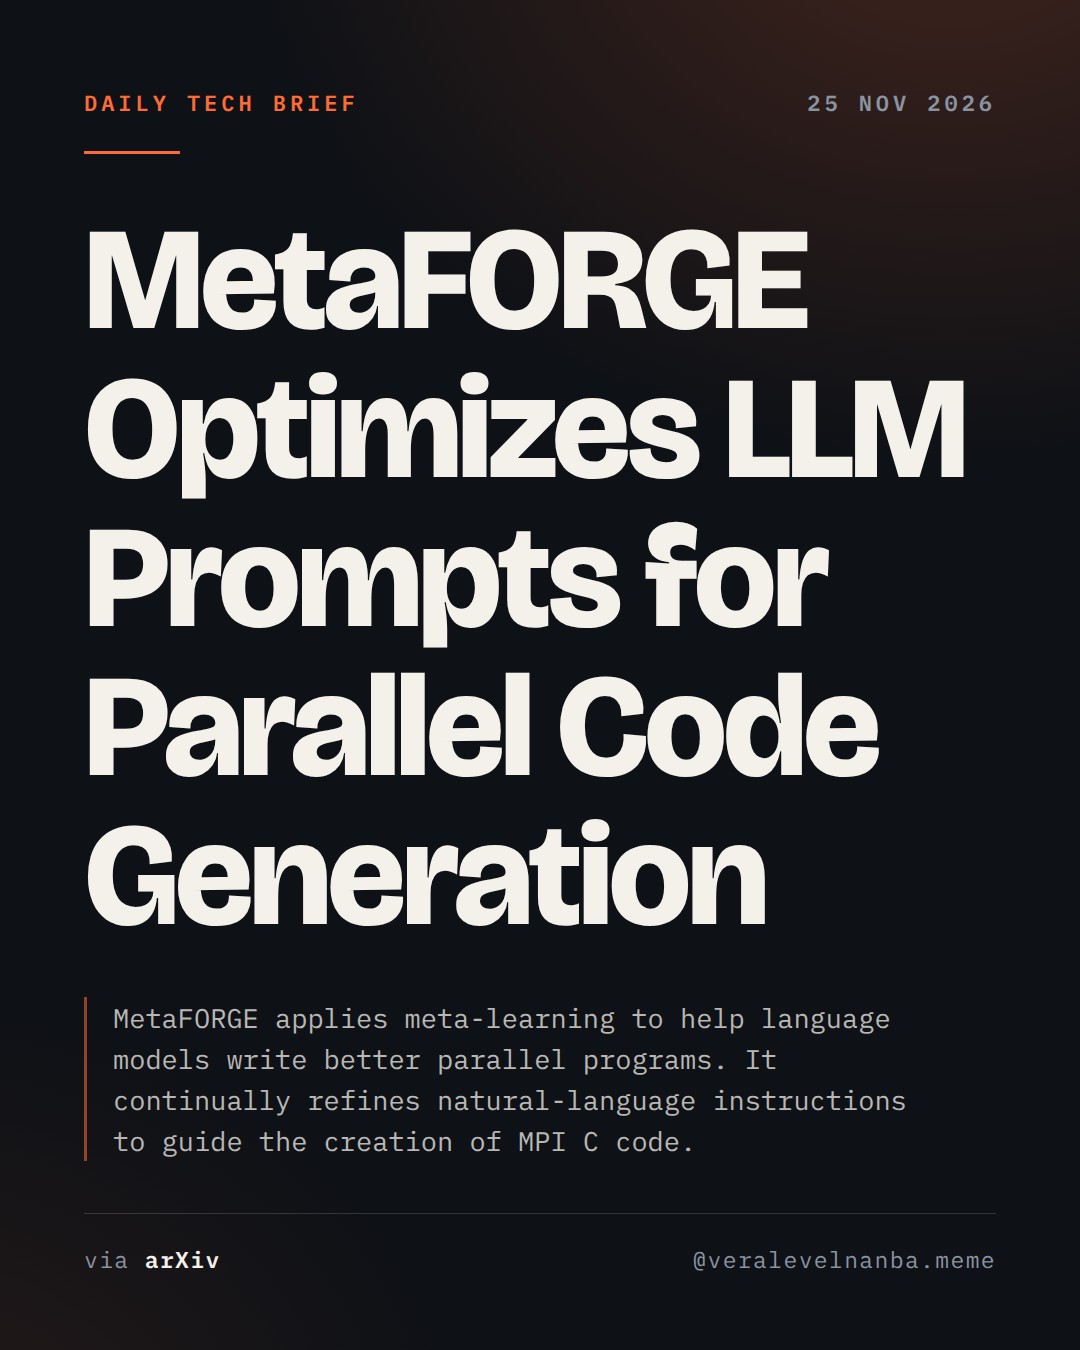 DAILY TECH BRIEF
25 NOV 2026
MetaFORGE
Optimizes LLM
Prompts for
Parallel Code
Generation
MetaFORGE applies meta-learning to help language
models write better parallel programs. It
continually refines natural-language instructions
to guide the creation of MPI C code.
via arXiv
@veralevelnanba.meme